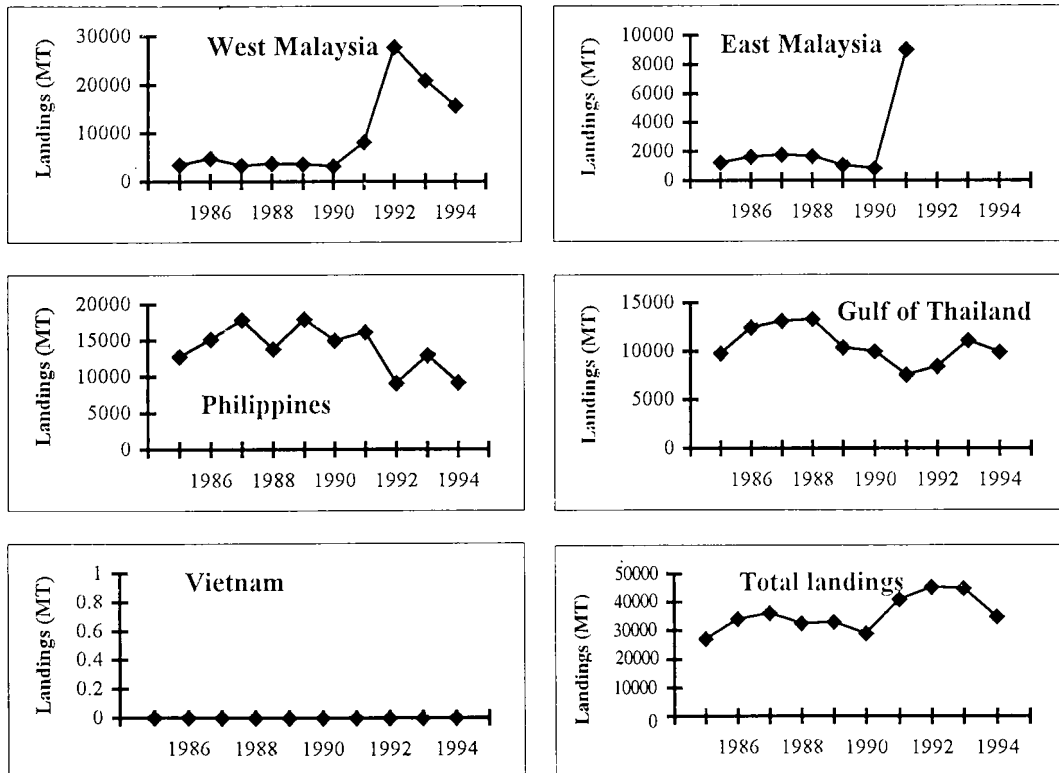 West Malaysia
Landings (MT)
30000
20000
10000
0
1986 1988 1990 1992 1994
East Malaysia
Landings (MT)
10000
8000
6000
4000
2000
0
1986 1988 1990 1992 1994
Philippines
Landings (MT)
20000
15000
10000
5000
0
1986 1988 1990 1992 1994
Gulf of Thailand
Landings (MT)
15000
10000
5000
0
1986 1988 1990 1992 1994
Vietnam
Landings (MT)
1
0.8
0.6
0.4
0.2
0
1986 1988 1990 1992 1994
Total landings
Landings (MT)
50000
40000
30000
20000
10000
0
1986 1988 1990 1992 1994